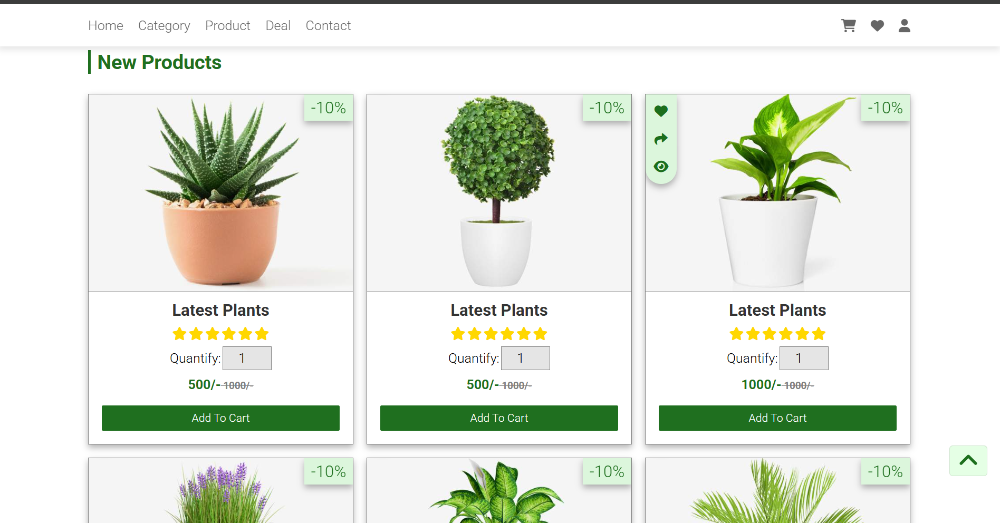 Home Category Product Deal Contact
New Products
-10%
-10%
-10%
Latest Plants
Quantify: 1
500/- 1000/-
Add To Cart
Latest Plants
Quantify: 1
500/- 1000/-
Add To Cart
Latest Plants
Quantify: 1
1000/- 1000/-
Add To Cart
-10%
-10%
-10%